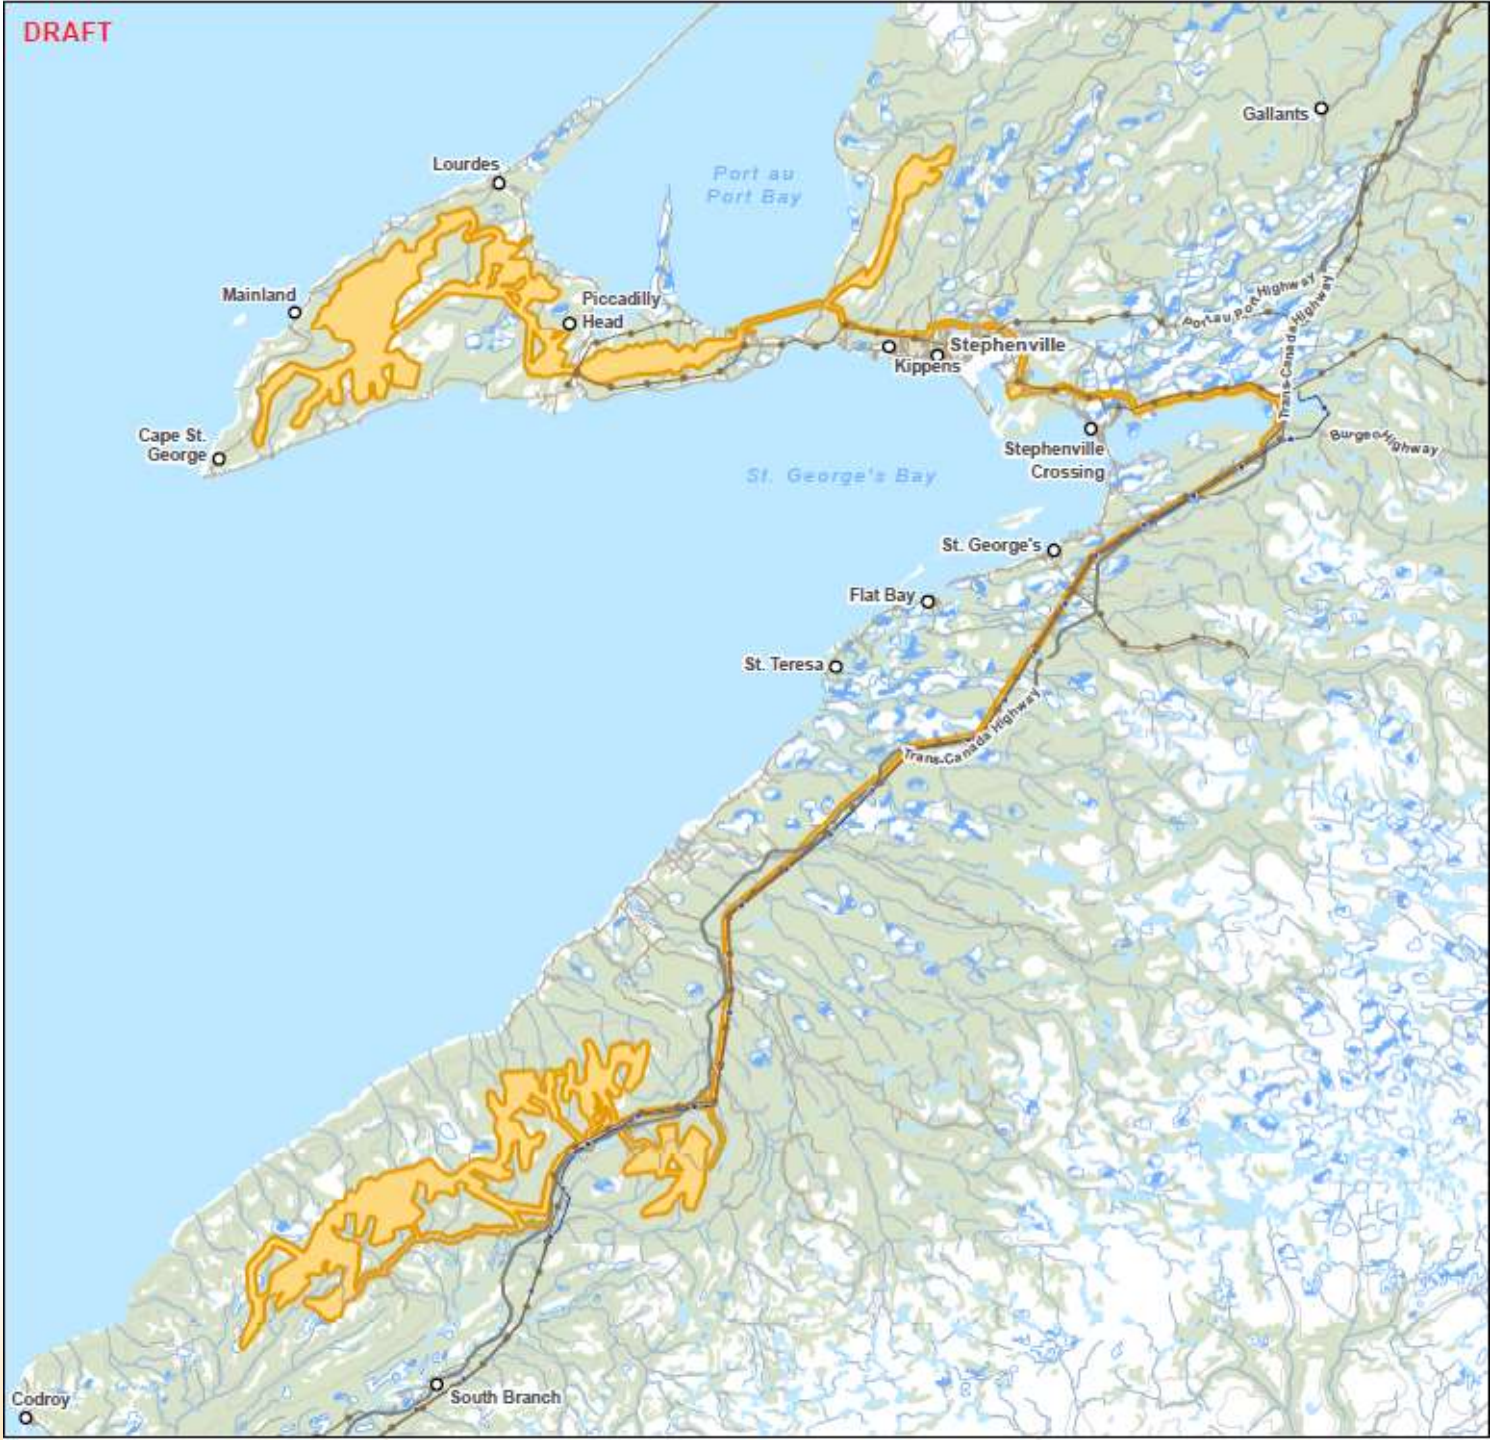 DRAFT
Gallants
Lourdes
Port au
Port Bay
Mainland
Piccadilly
Head
Port au Port Highway
Trans-Canada Highway
Stephenville
Kippens
Cape St.
George
Stephenville
Crossing
Burgeo Highway
St. George's Bay
St. George's
Flat Bay
St. Teresa
Trans-Canada Highway
South Branch
Codroy